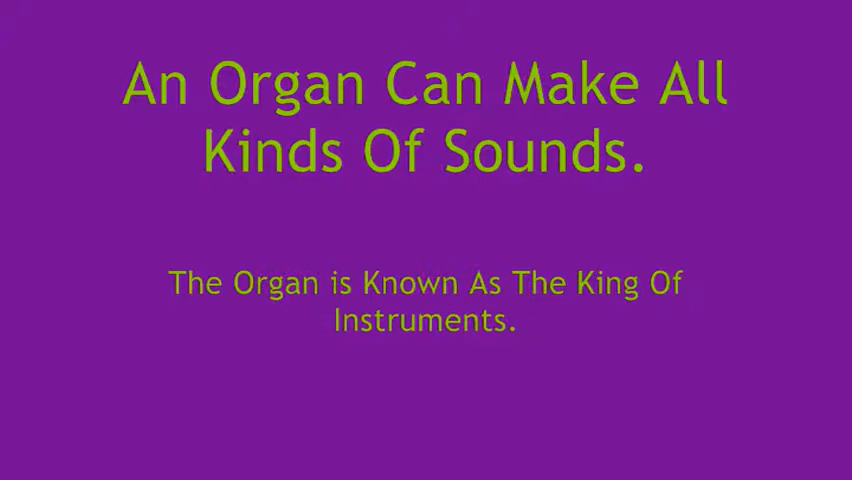 An Organ Can Make All
Kinds Of Sounds.
The Organ is Known As The King Of
Instruments.